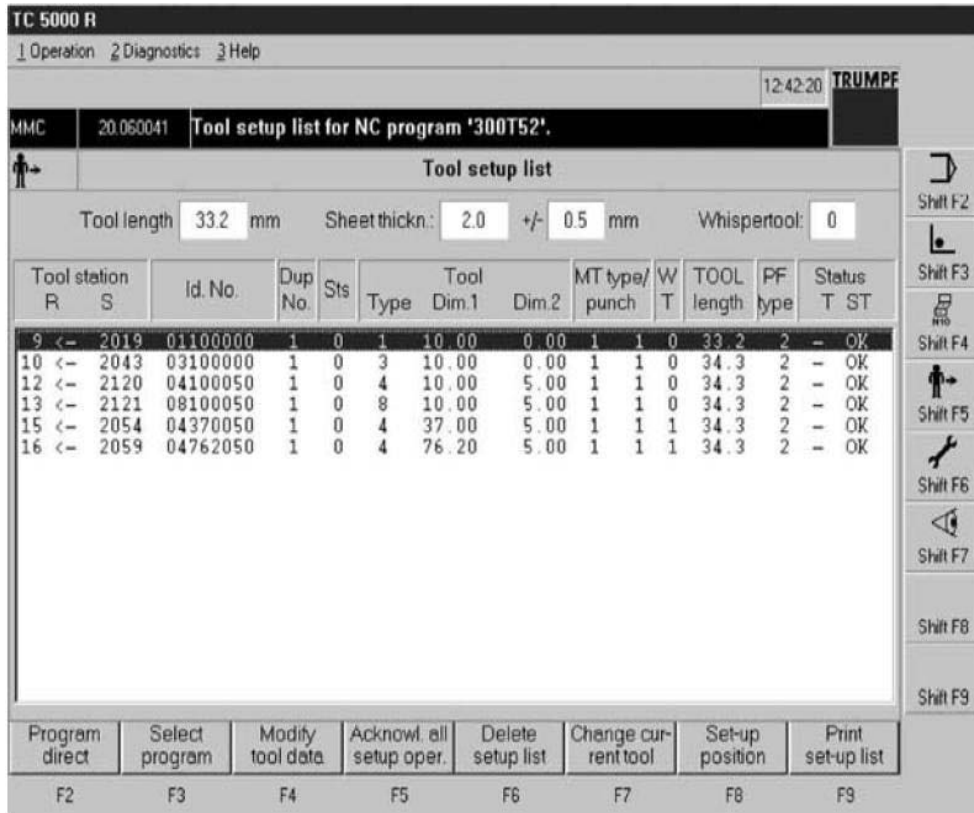 TC 5000 R
1 Operation 2 Diagnostics 3 Help
12:42:20 TRUMPF
MMC 20.060041 Tool setup list for NC program '300T52'.
Tool setup list
Tool length 33.2 mm Sheet thickn.: 2.0 +/- 0.5 mm Whispertool: 0
Tool station Id. No. Dup Sts Tool MT type/ W TOOL PF Status
R S No. Type Dim.1 Dim.2 punch T length type T ST
9 <- 2019 01100000 1 0 1 10.00 0.00 1 1 0 33.2 2 - OK
10 <- 2043 03100000 1 0 3 10.00 0.00 1 1 0 34.3 2 - OK
12 <- 2120 04100050 1 0 4 10.00 5.00 1 1 0 34.3 2 - OK
13 <- 2121 08100050 1 0 8 10.00 5.00 1 1 0 34.3 2 - OK
15 <- 2054 04370050 1 0 4 37.00 5.00 1 1 1 34.3 2 - OK
16 <- 2059 04762050 1 0 4 76.20 5.00 1 1 1 34.3 2 - OK
Shift F2
Shift F3
N10
Shift F4
Shift F5
Shift F6
Shift F7
Shift F8
Shift F9
Program Select Modify Acknowl. all Delete Change cur- Set-up Print
direct program tool data setup oper. setup list rent tool position set-up list
F2 F3 F4 F5 F6 F7 F8 F9